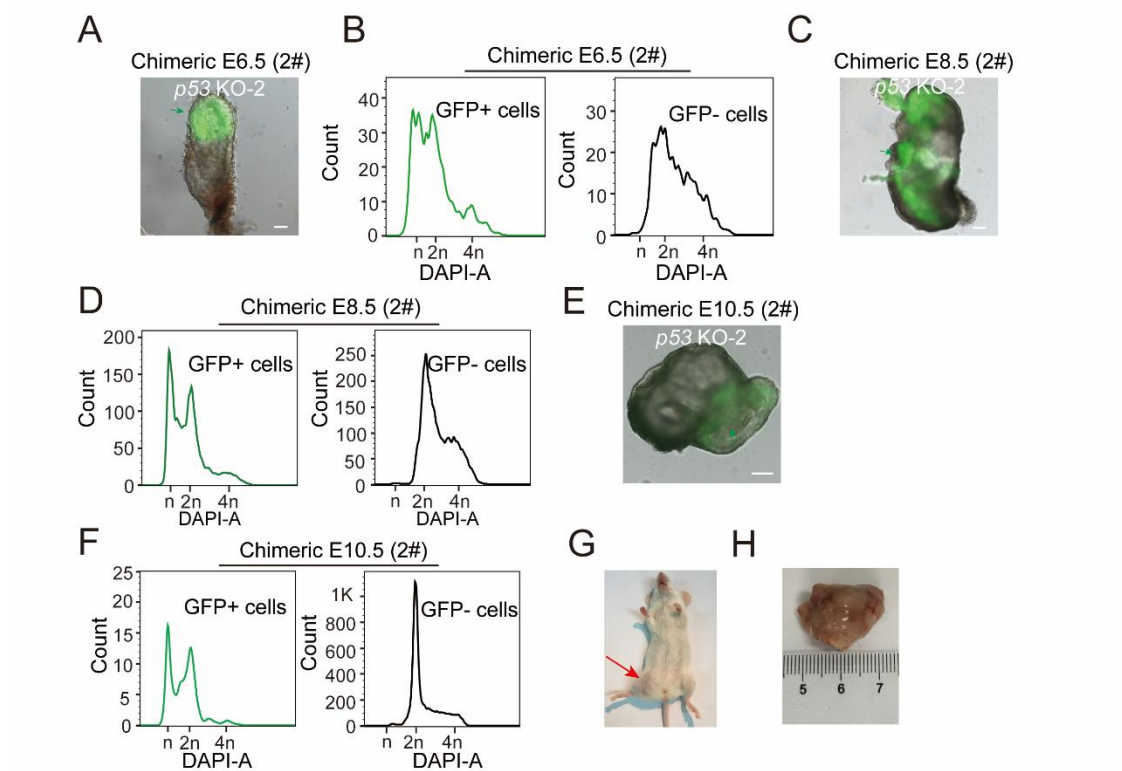 A
Chimeric E6.5 (2#)
p53 KO-2
B
Chimeric E6.5 (2#)
GFP+ cells
Count
40
30
20
10
0
n 2n 4n
DAPI-A
GFP- cells
Count
30
20
10
0
n 2n 4n
DAPI-A
C
Chimeric E8.5 (2#)
p53 KO-2
D
Chimeric E8.5 (2#)
GFP+ cells
Count
200
150
100
50
0
n 2n 4n
DAPI-A
GFP- cells
Count
250
200
150
100
50
0
n 2n 4n
DAPI-A
E
Chimeric E10.5 (2#)
p53 KO-2
F
Chimeric E10.5 (2#)
GFP+ cells
Count
25
20
15
10
5
0
n 2n 4n
DAPI-A
GFP- cells
Count
1K
800
600
400
200
0
n 2n 4n
DAPI-A
G
H
5 6 7